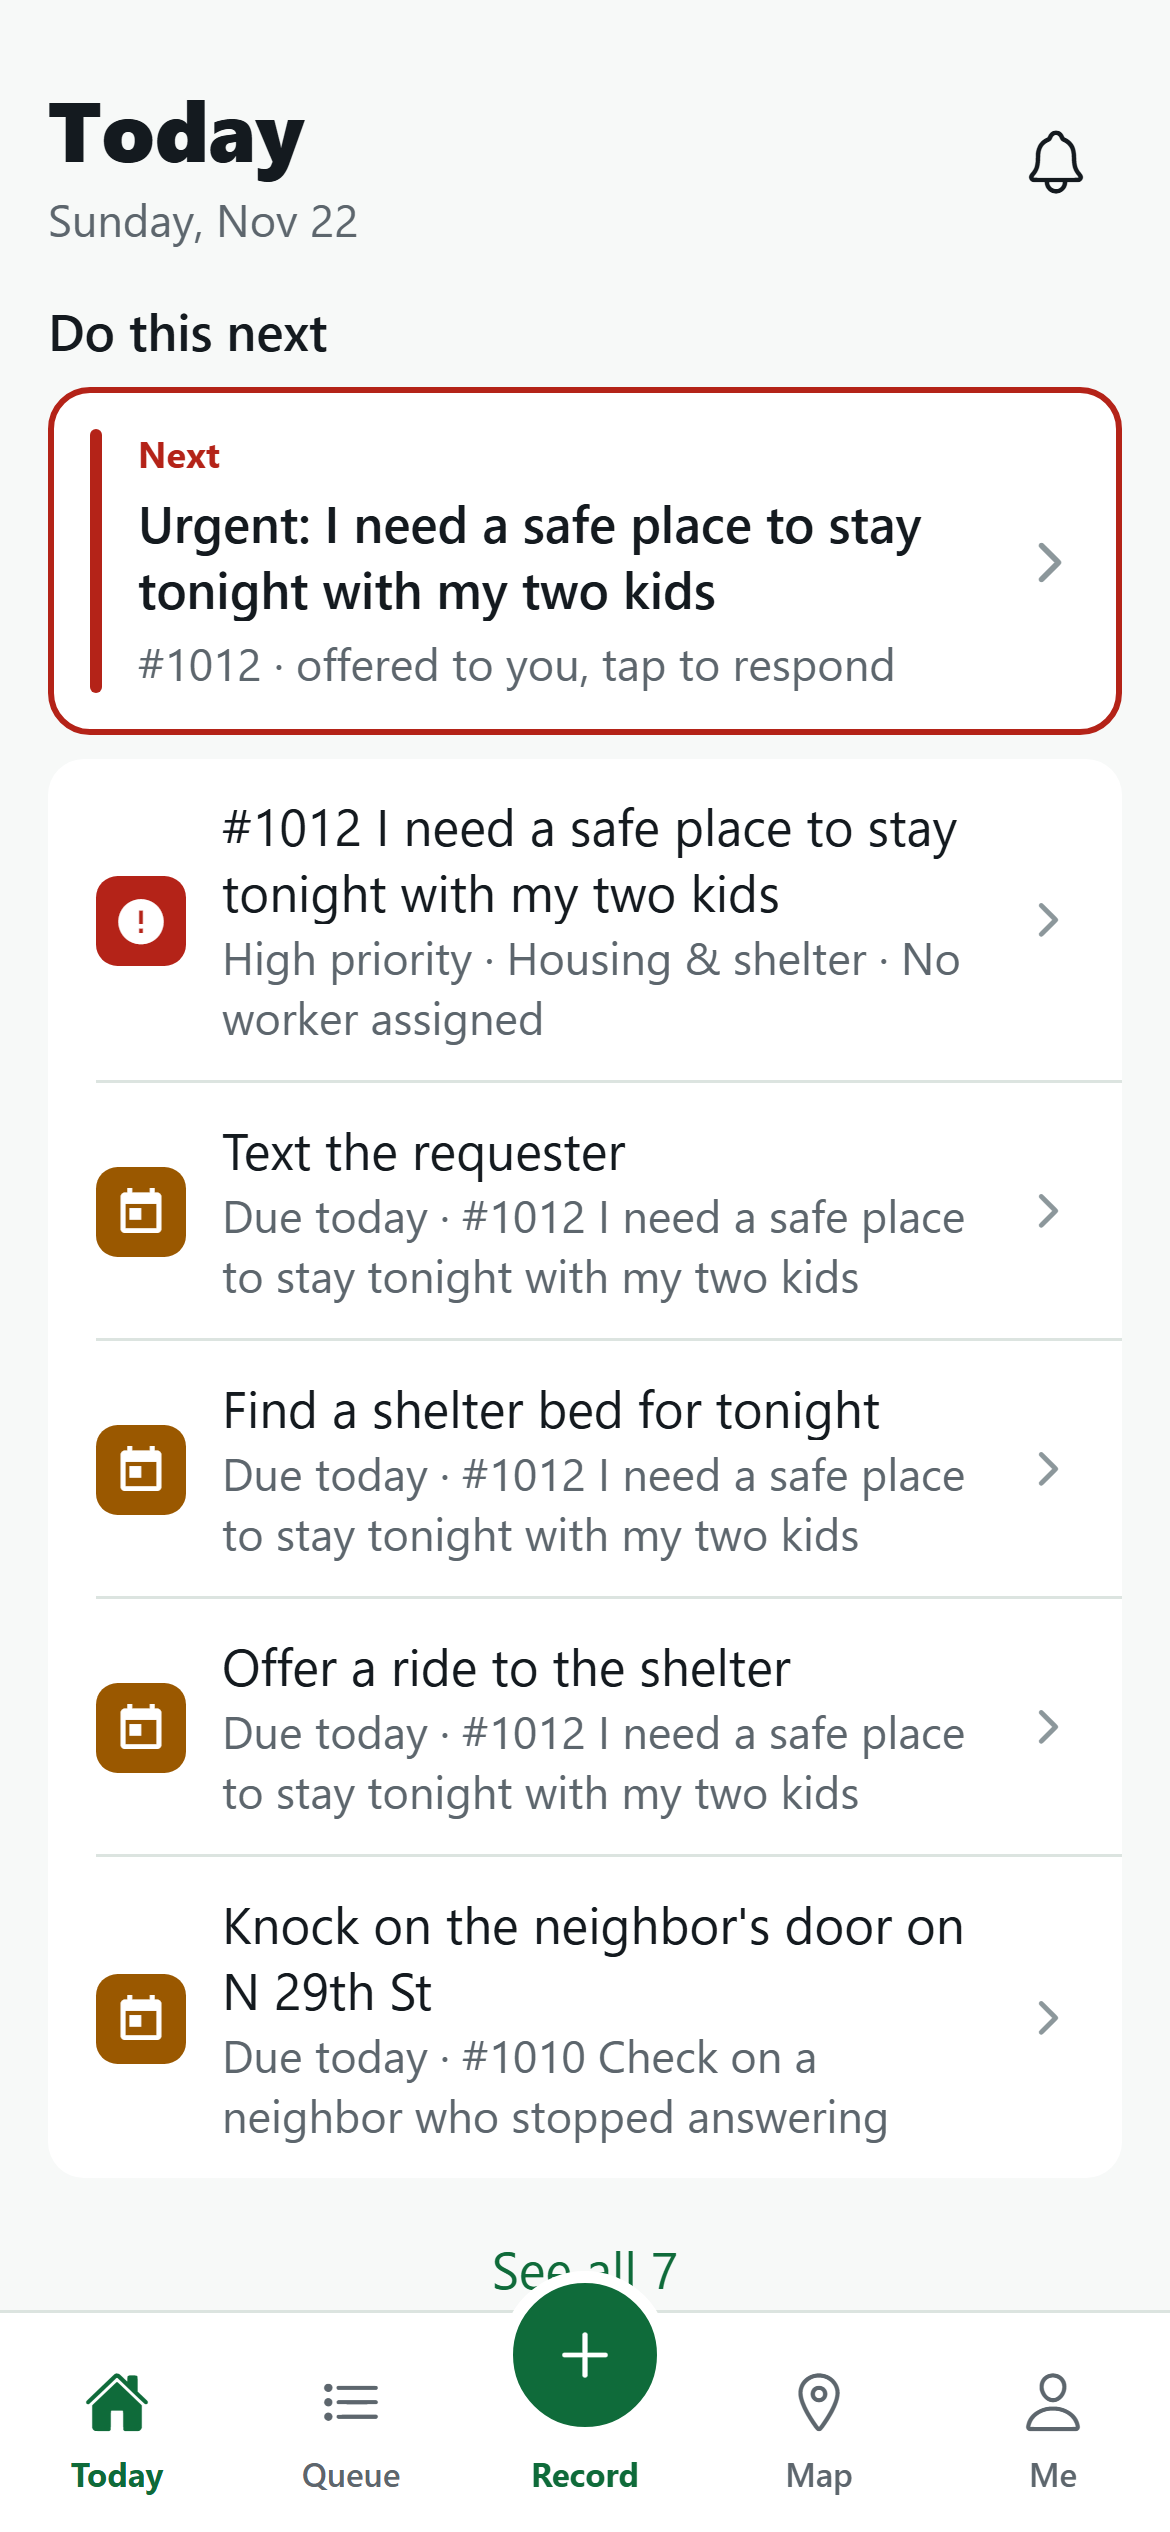 Today
Sunday, Nov 22
Do this next
Next
Urgent: I need a safe place to stay
tonight with my two kids
#1012 · offered to you, tap to respond
#1012 I need a safe place to stay
tonight with my two kids
High priority · Housing & shelter · No
worker assigned
Text the requester
Due today · #1012 I need a safe place
to stay tonight with my two kids
Find a shelter bed for tonight
Due today · #1012 I need a safe place
to stay tonight with my two kids
Offer a ride to the shelter
Due today · #1012 I need a safe place
to stay tonight with my two kids
Knock on the neighbor's door on
N 29th St
Due today · #1010 Check on a
neighbor who stopped answering
See all 7
Today
Queue
Record
Map
Me